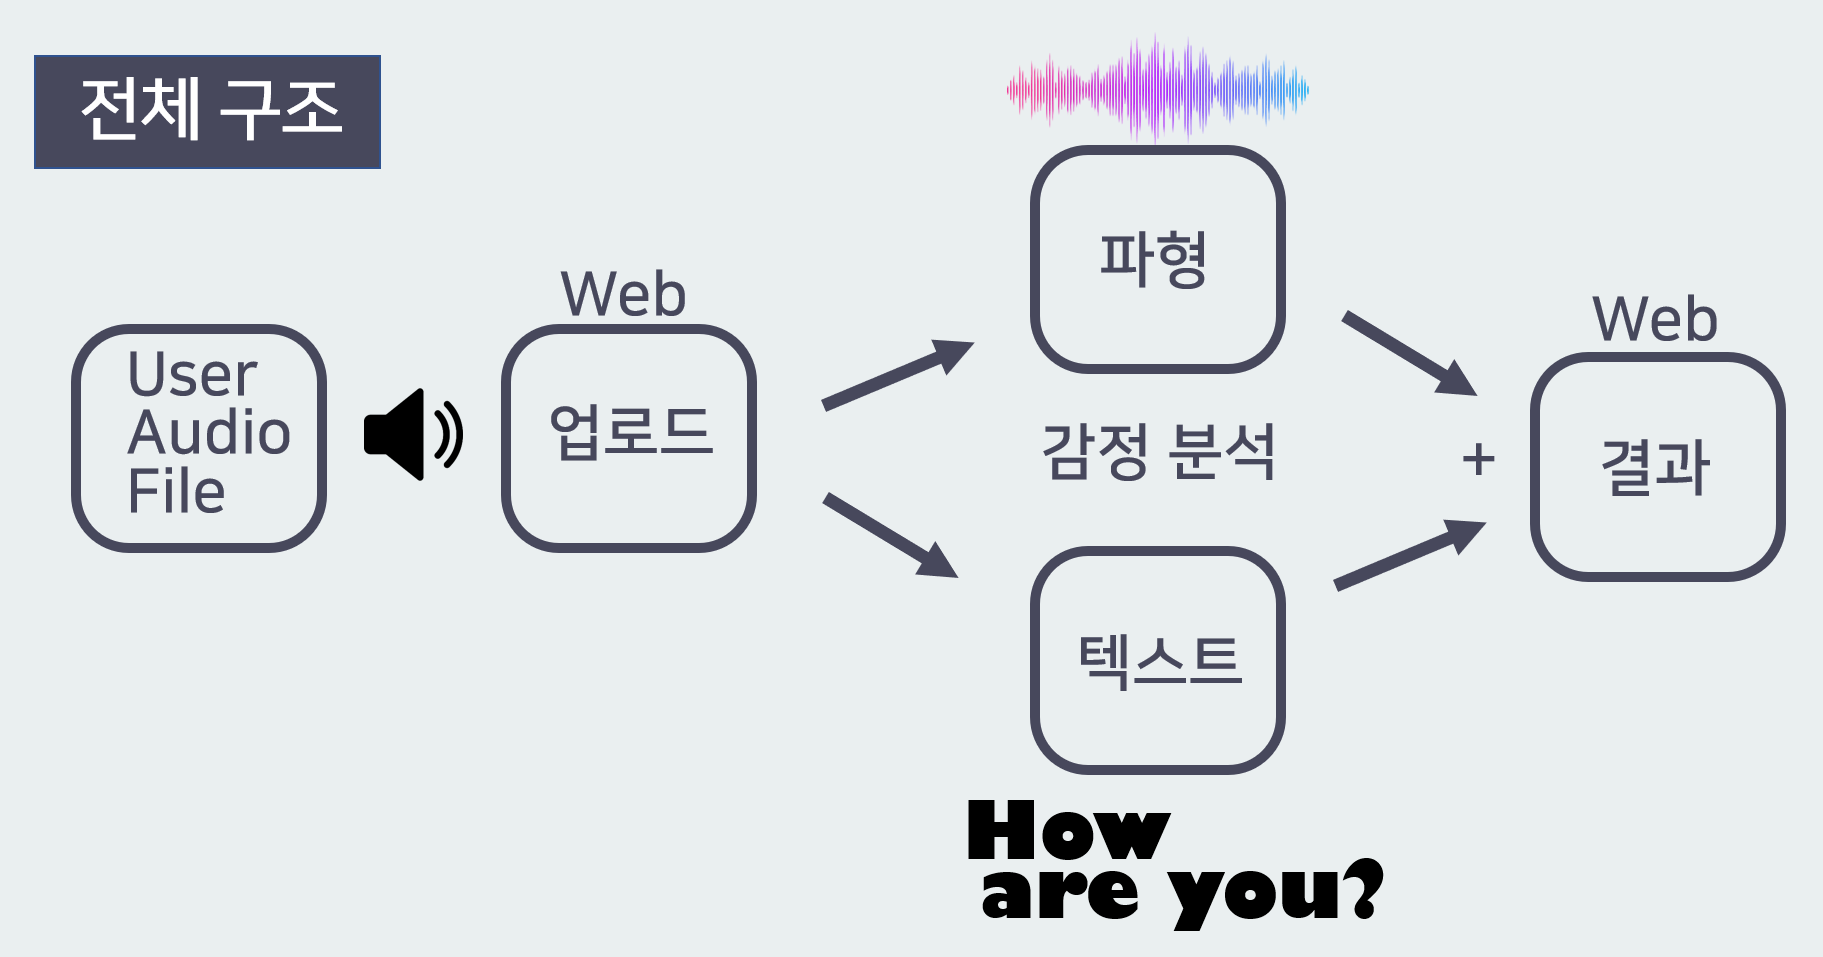 전체 구조
User
Audio
File
Web
업로드
파형
감정 분석
텍스트
How
are you?
+
Web
결과